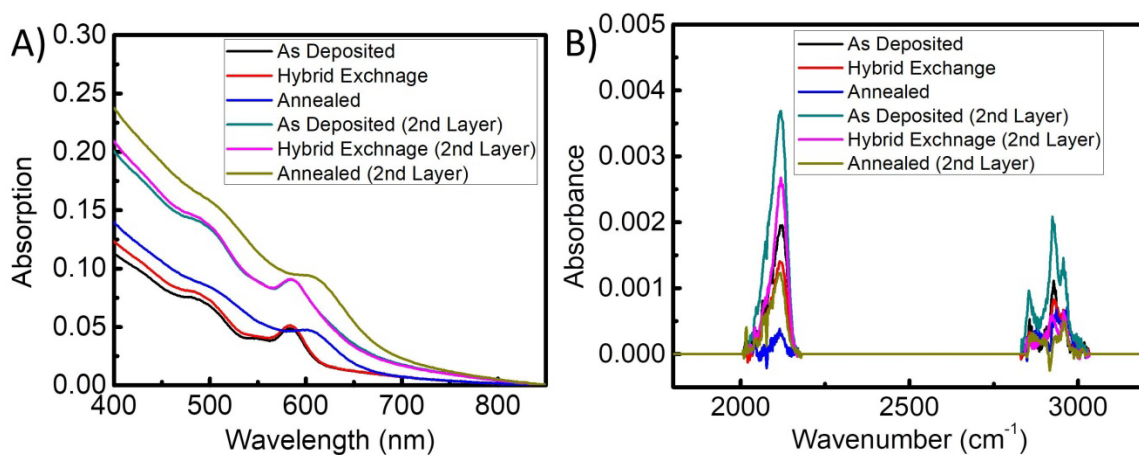 A)
0.30
0.25
0.20
0.15
0.10
0.05
0.00
Absorption
As Deposited
Hybrid Exchnage
Annealed
As Deposited (2nd Layer)
Hybrid Exchnage (2nd Layer)
Annealed (2nd Layer)
400 500 600 700 800
Wavelength (nm)
B)
0.005
0.004
0.003
0.002
0.001
0.000
Absorbance
As Deposited
Hybrid Exchange
Annealed
As Deposited (2nd Layer)
Hybrid Exchnage (2nd Layer)
Annealed (2nd Layer)
2000 2500 3000
Wavenumber (cm⁻¹)